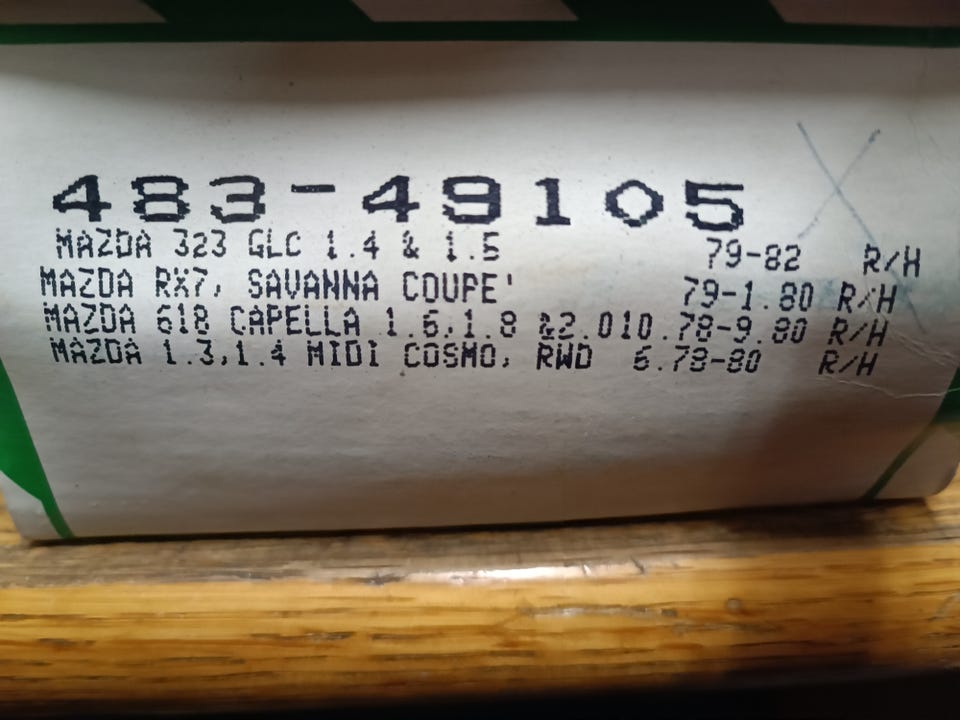 483-49105
MAZDA 323 GLC 1.4 & 1.5 79-82 R/H
MAZDA RX7, SAVANNA COUPE' 79-1.80 R/H
MAZDA 618 CAPELLA 1.6,1.8 &2.010.78-9.80 R/H
MAZDA 1.3,1.4 MIDI COSMO, RWD 6.78-80 R/H